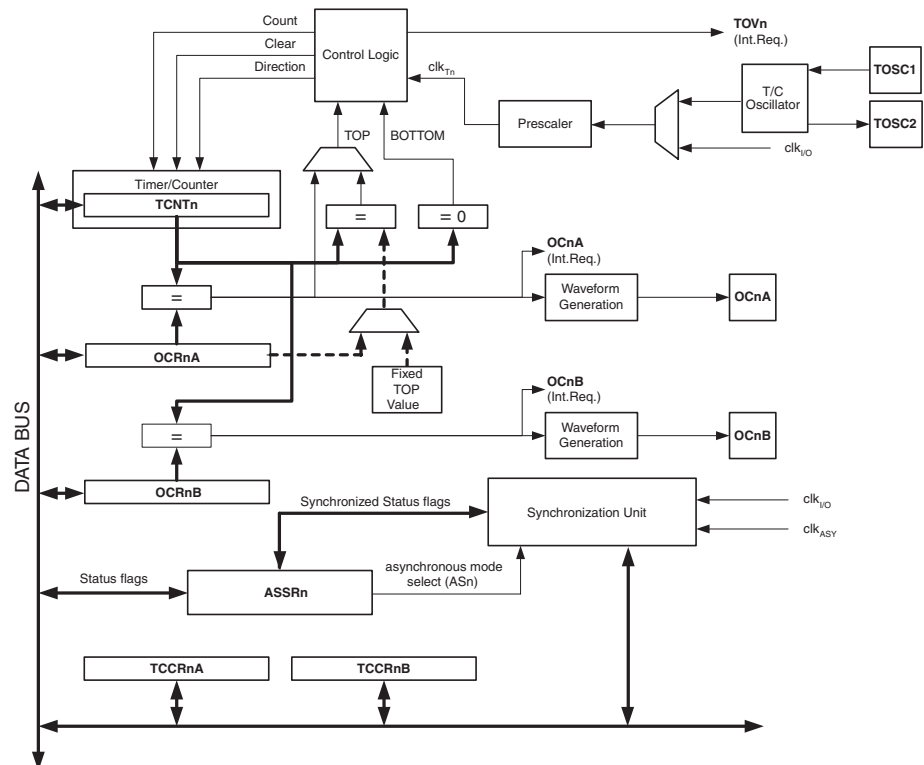 Count
Clear
Direction
Control Logic
TOVn
(Int.Req.)
clkTn
TOSC1
T/C
Oscillator
Prescaler
TOSC2
clkI/O
TOP
BOTTOM
Timer/Counter
TCNTn
=
= 0
OCnA
(Int.Req.)
=
Waveform
Generation
OCnA
OCRnA
Fixed
TOP
Value
OCnB
(Int.Req.)
=
Waveform
Generation
OCnB
DATA BUS
OCRnB
Synchronized Status flags
Synchronization Unit
clkI/O
clkASY
Status flags
ASSRn
asynchronous mode
select (ASn)
TCCRnA
TCCRnB